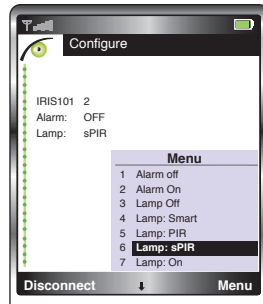 Configure
IRIS101 2
Alarm: OFF
Lamp: sPIR
Menu
1 Alarm off
2 Alarm On
3 Lamp Off
4 Lamp: Smart
5 Lamp: PIR
6 Lamp: sPIR
7 Lamp: On
Disconnect Menu